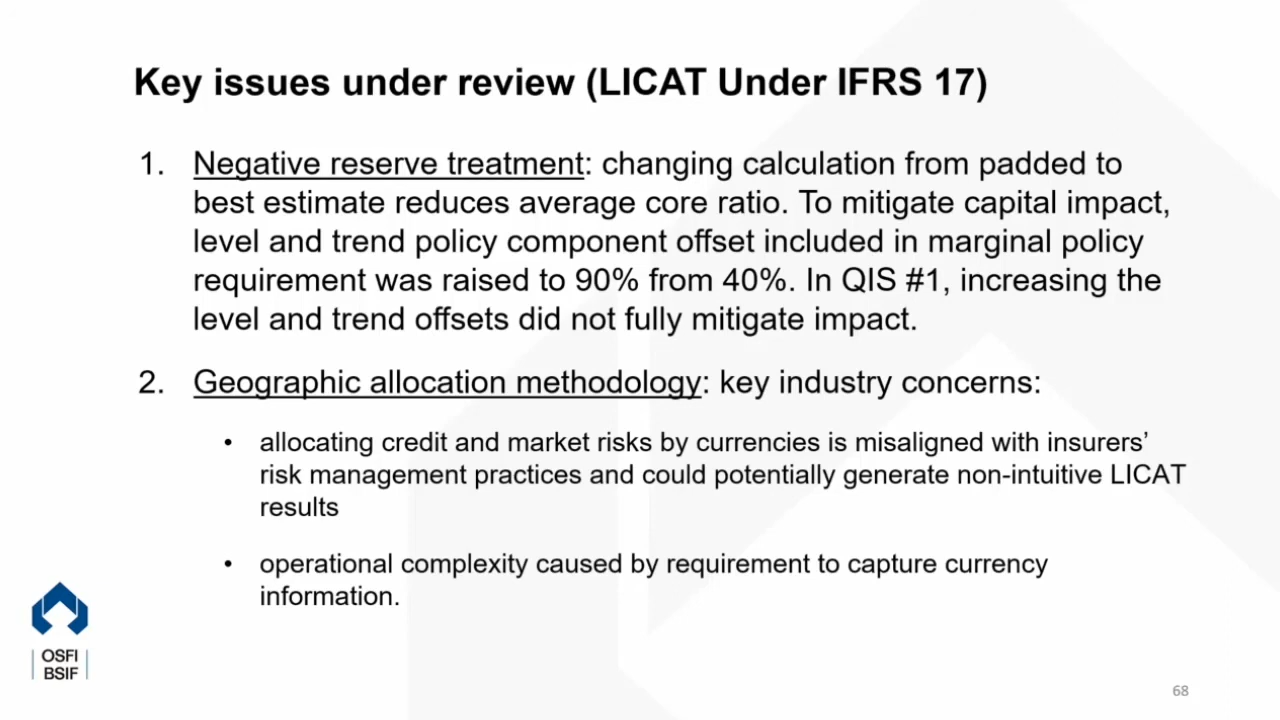 Key issues under review (LICAT Under IFRS 17)
1. Negative reserve treatment: changing calculation from padded to
best estimate reduces average core ratio. To mitigate capital impact,
level and trend policy component offset included in marginal policy
requirement was raised to 90% from 40%. In QIS #1, increasing the
level and trend offsets did not fully mitigate impact.
2. Geographic allocation methodology: key industry concerns:
• allocating credit and market risks by currencies is misaligned with insurers’
risk management practices and could potentially generate non-intuitive LICAT
results
• operational complexity caused by requirement to capture currency
information.
OSFI
BSIF
68